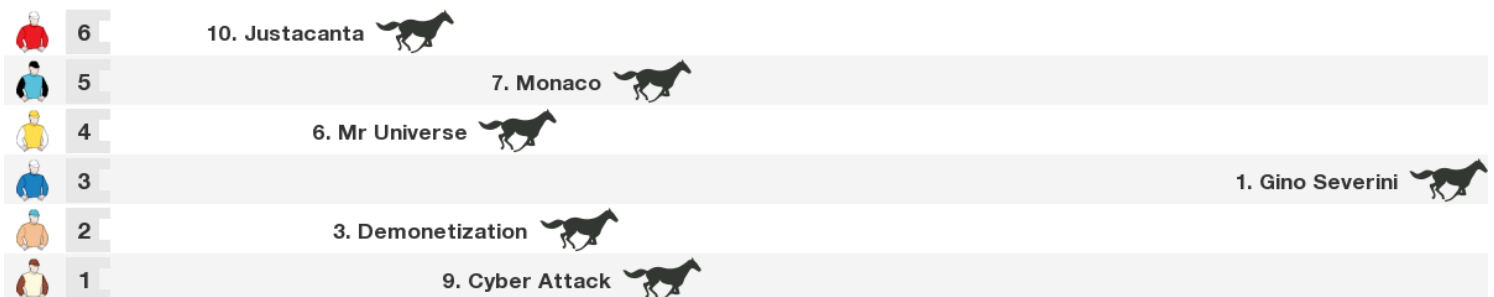 6 10. Justacanta
5 7. Monaco
4 6. Mr Universe
3 1. Gino Severini
2 3. Demonetization
1 9. Cyber Attack